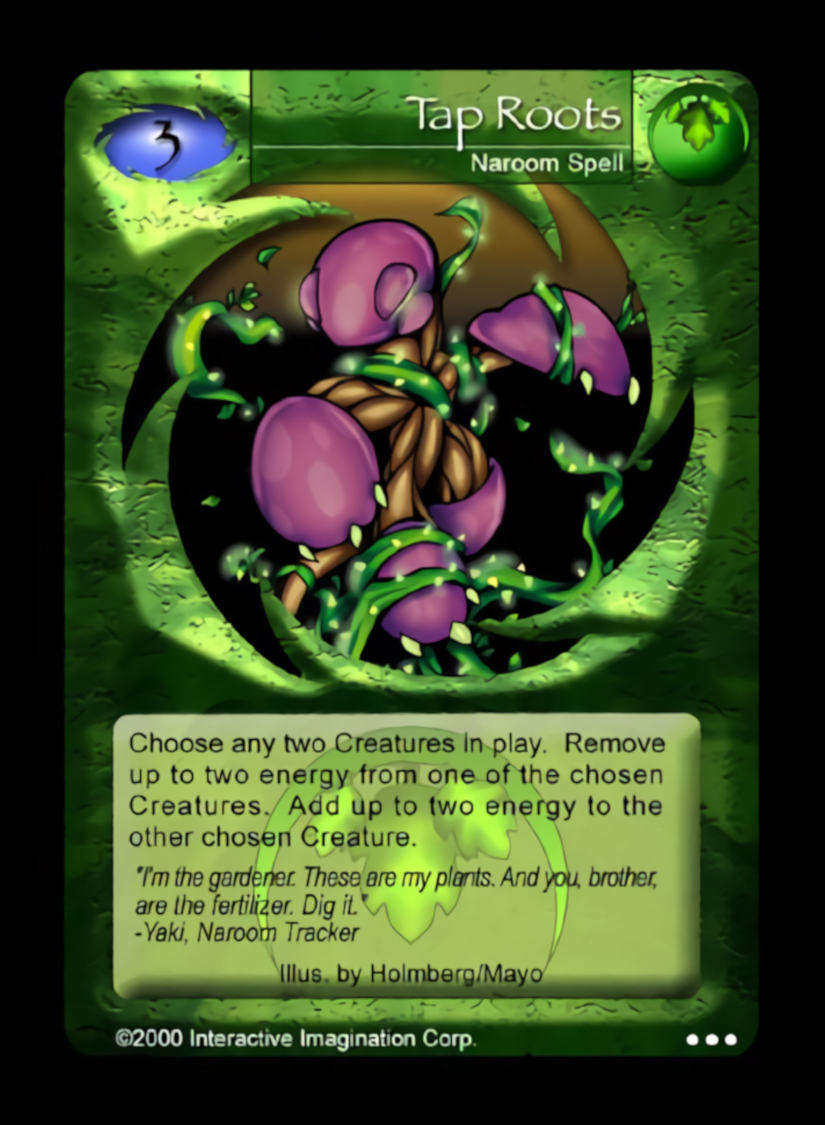 3
Tap Roots
Naroom Spell
Choose any two Creatures in play. Remove
up to two energy from one of the chosen
Creatures. Add up to two energy to the
other chosen Creature.
"I'm the gardener. These are my plants. And you, brother,
are the fertilizer. Dig it."
-Yaki, Naroom Tracker
Illus. by Holmberg/Mayo
©2000 Interactive Imagination Corp.